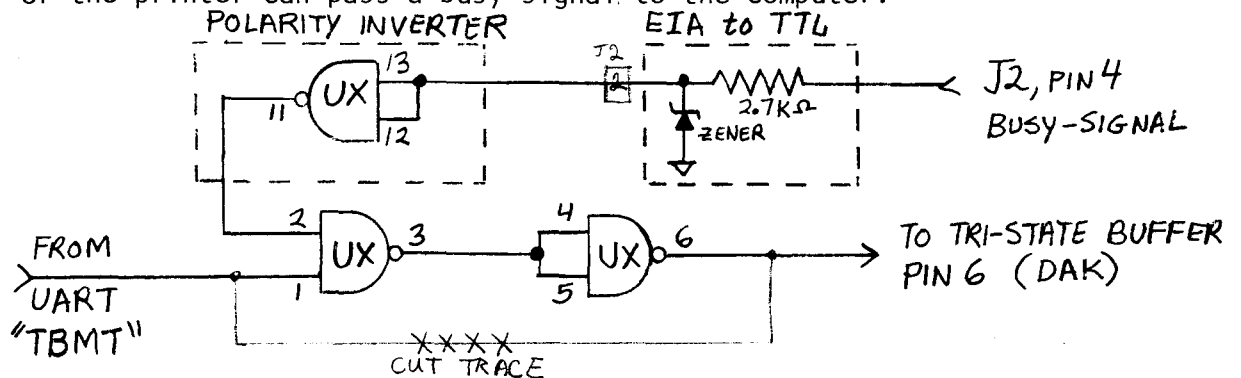 of the printer can pass a busy signal to the computer.
POLARITY INVERTER
EIA to TTL
J2
13
2
UX
11
12
2.7KΩ
ZENER
J2, PIN 4
BUSY-SIGNAL
2
4
FROM
UX
3
UX
6
TO TRI-STATE BUFFER
PIN 6 (DAK)
1
5
UART
"TBMT"
XXXX
CUT TRACE